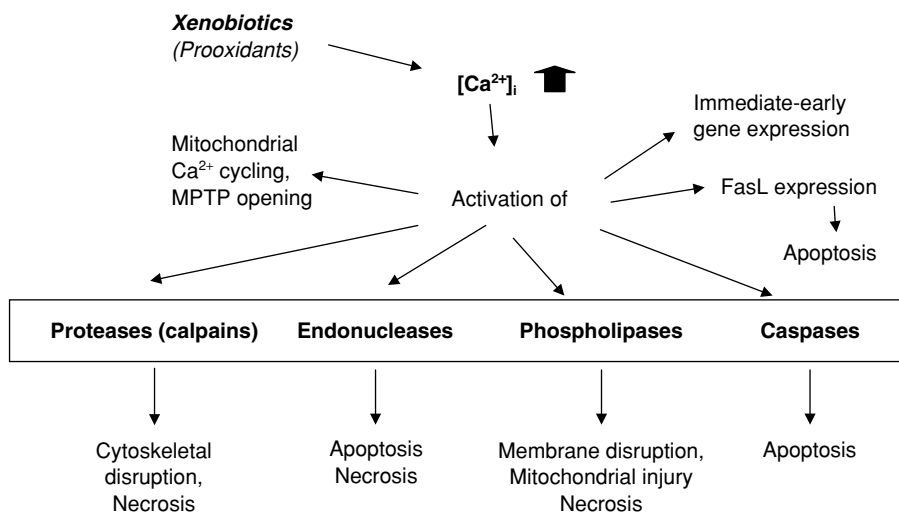 Xenobiotics
(Prooxidants)
[Ca²⁺]ᵢ
Immediate-early
gene expression
Mitochondrial
Ca²⁺ cycling,
MPTP opening
Activation of
FasL expression
Apoptosis
Proteases (calpains) Endonucleases Phospholipases Caspases
Cytoskeletal
disruption,
Necrosis
Apoptosis
Necrosis
Membrane disruption,
Mitochondrial injury
Necrosis
Apoptosis